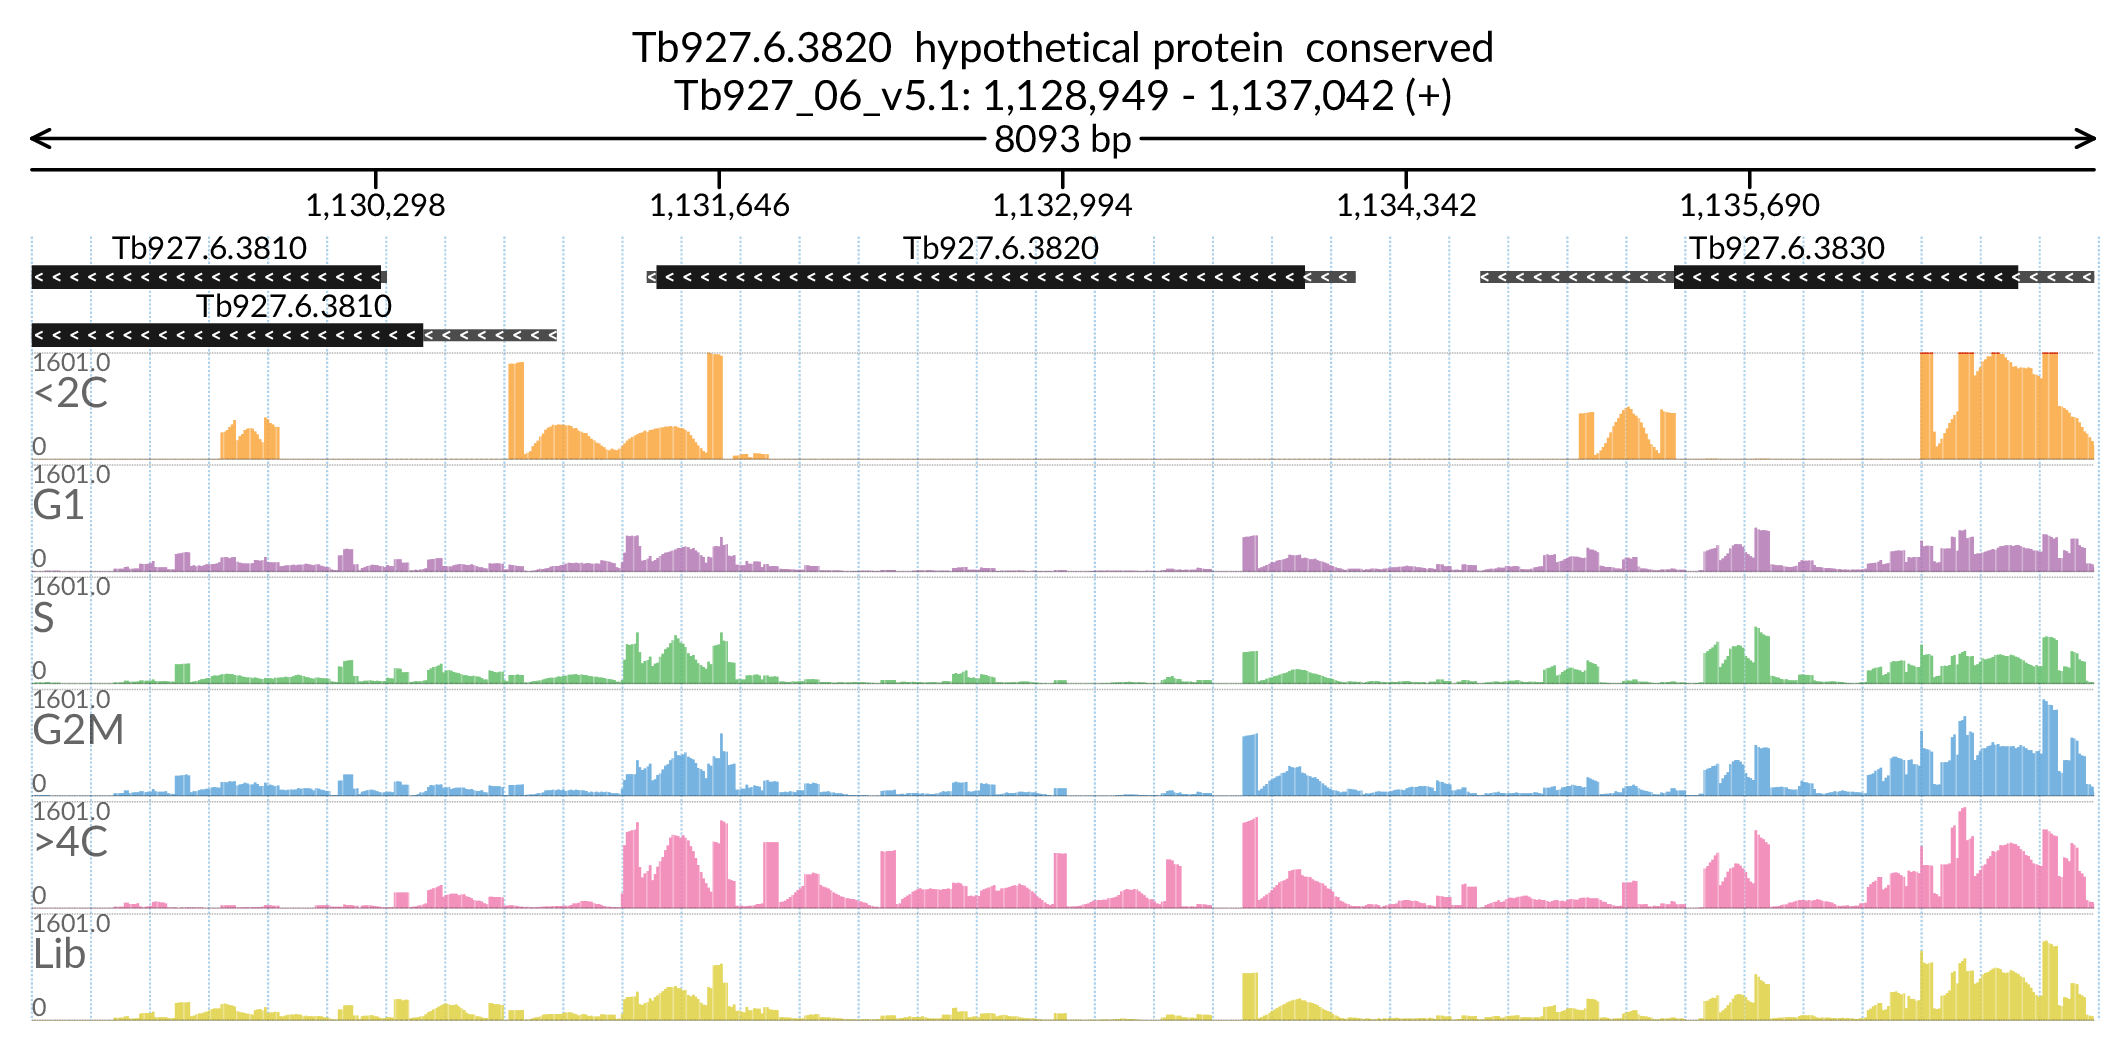 Tb927.6.3820 hypothetical protein conserved
Tb927_06_v5.1: 1,128,949 - 1,137,042 (+)
8093 bp
1,130,298 1,131,646 1,132,994 1,134,342 1,135,690
Tb927.6.3810 Tb927.6.3820 Tb927.6.3830
Tb927.6.3810
1601.0
<2C
0
1601.0
G1
0
1601.0
S
0
1601.0
G2M
0
1601.0
>4C
0
1601.0
Lib
0